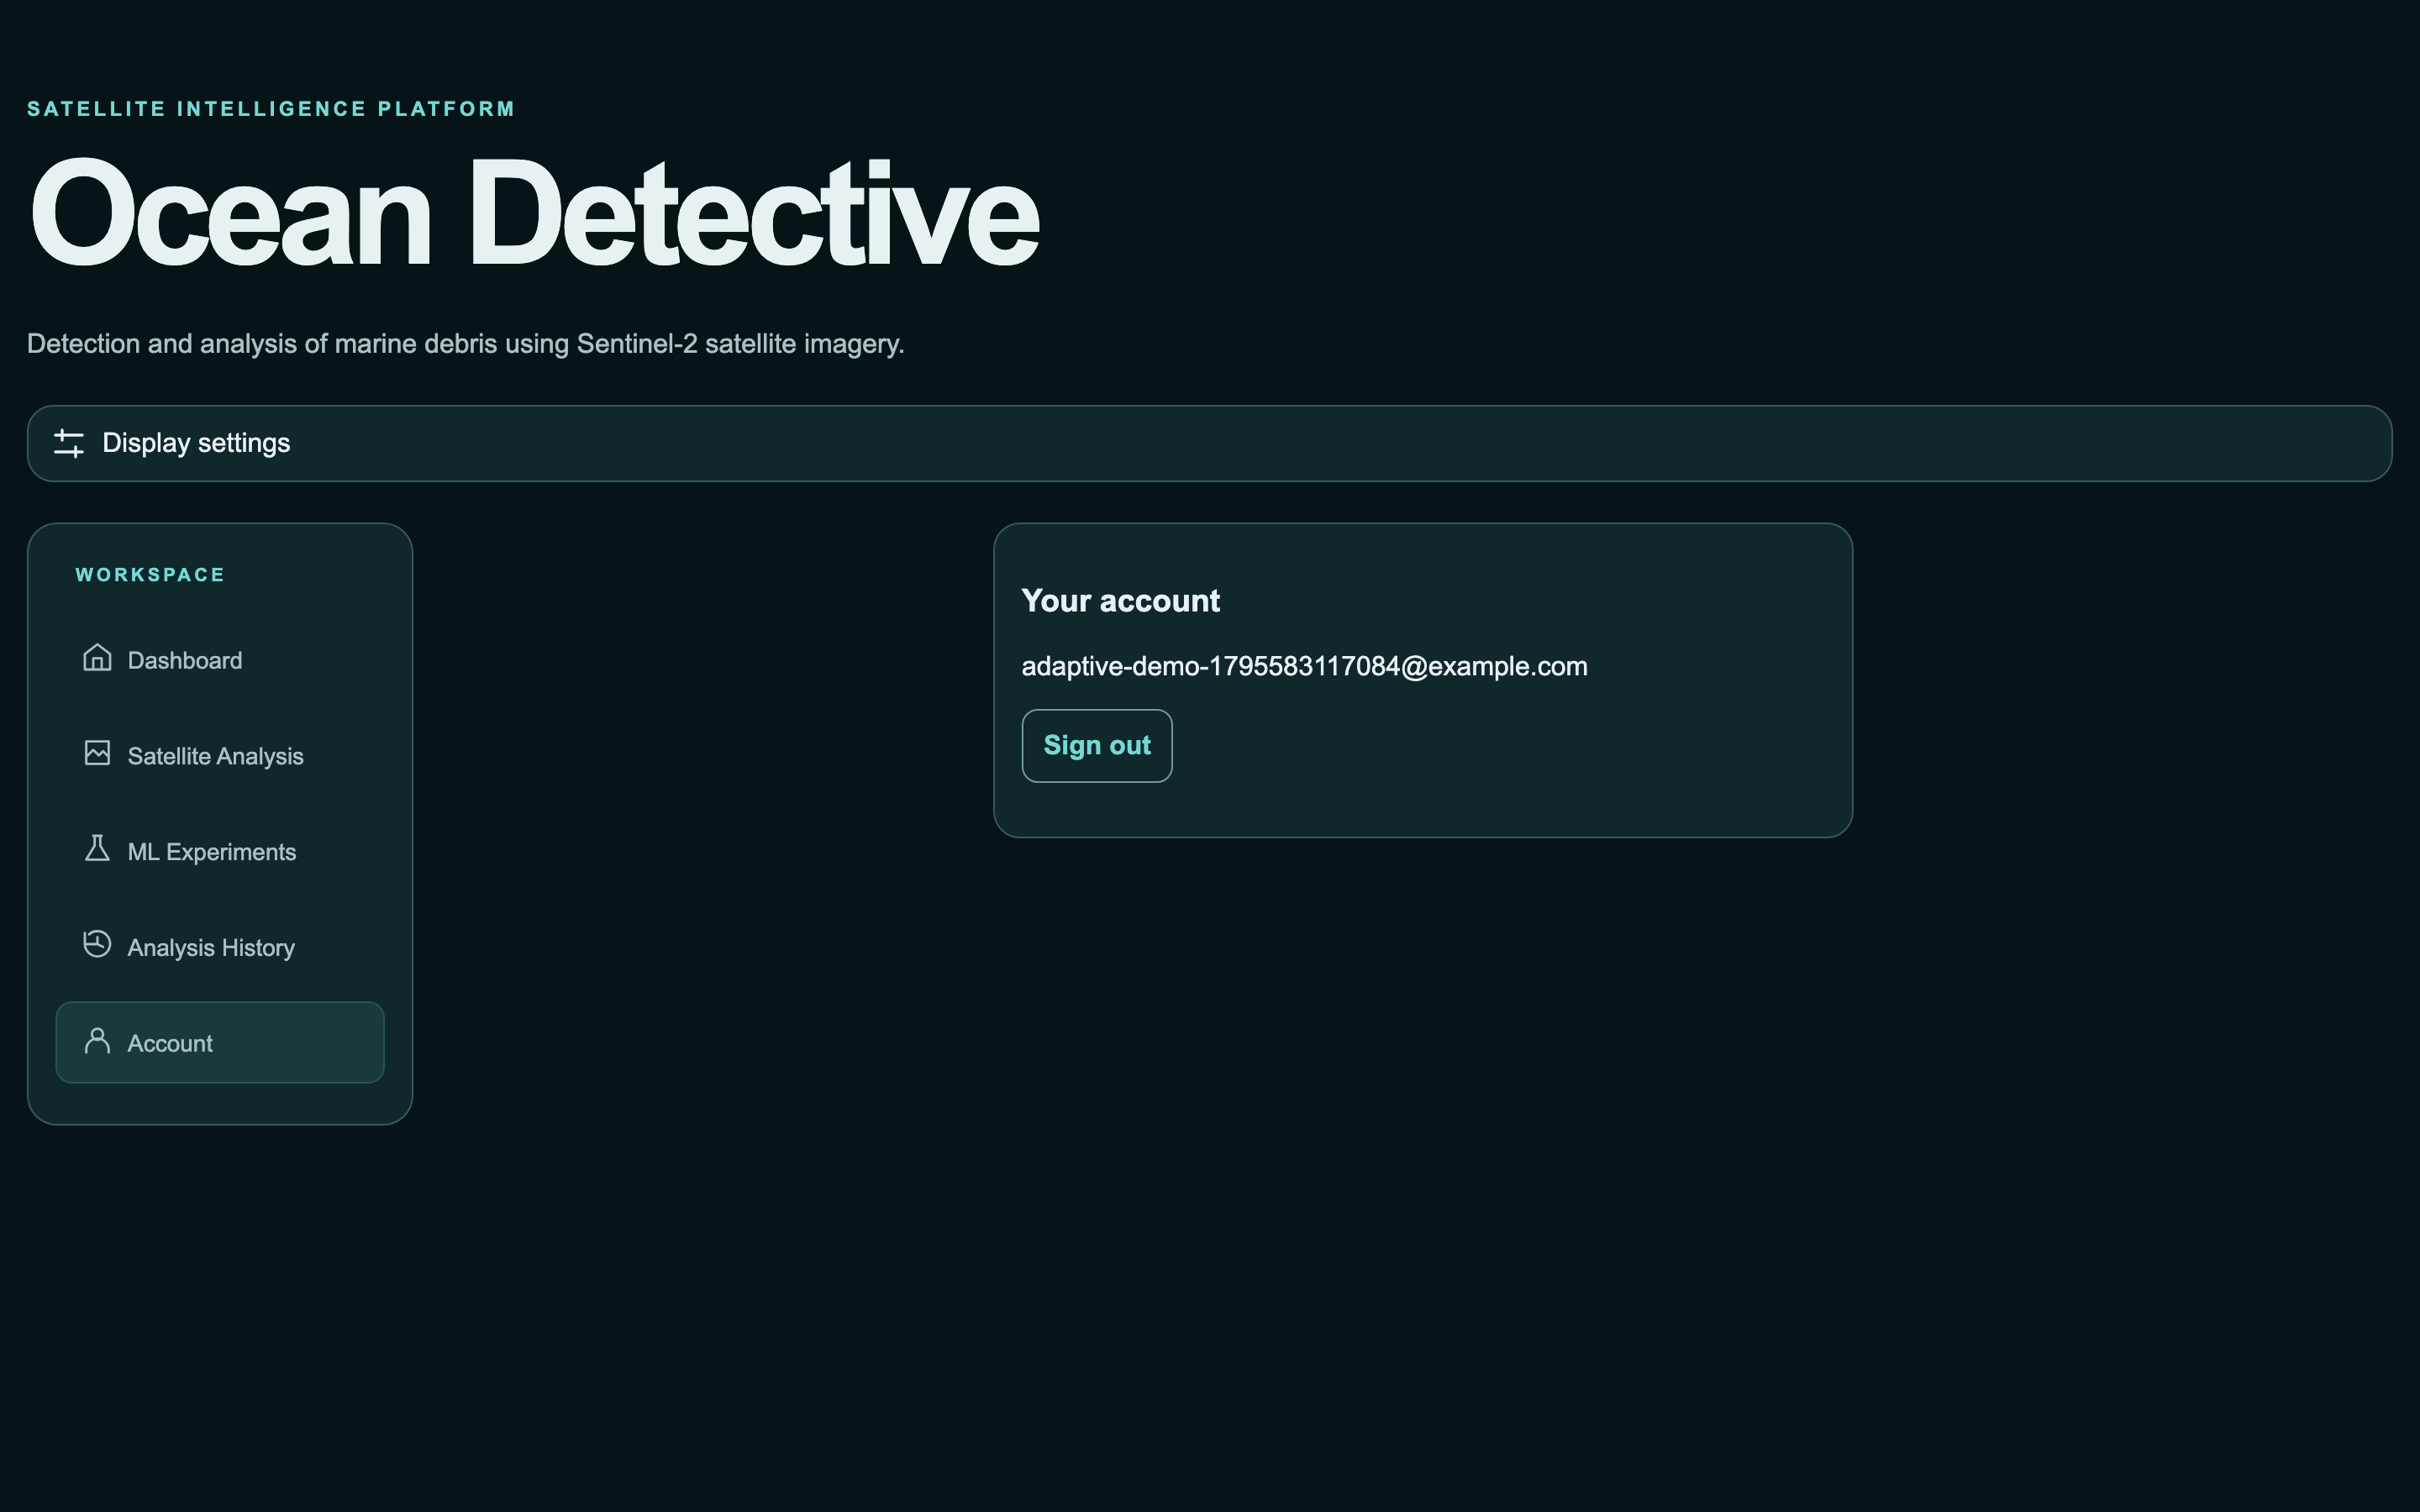 SATELLITE INTELLIGENCE PLATFORM
Ocean Detective
Detection and analysis of marine debris using Sentinel-2 satellite imagery.
Display settings
WORKSPACE
Dashboard
Satellite Analysis
ML Experiments
Analysis History
Account
Your account
adaptive-demo-1795583117084@example.com
Sign out